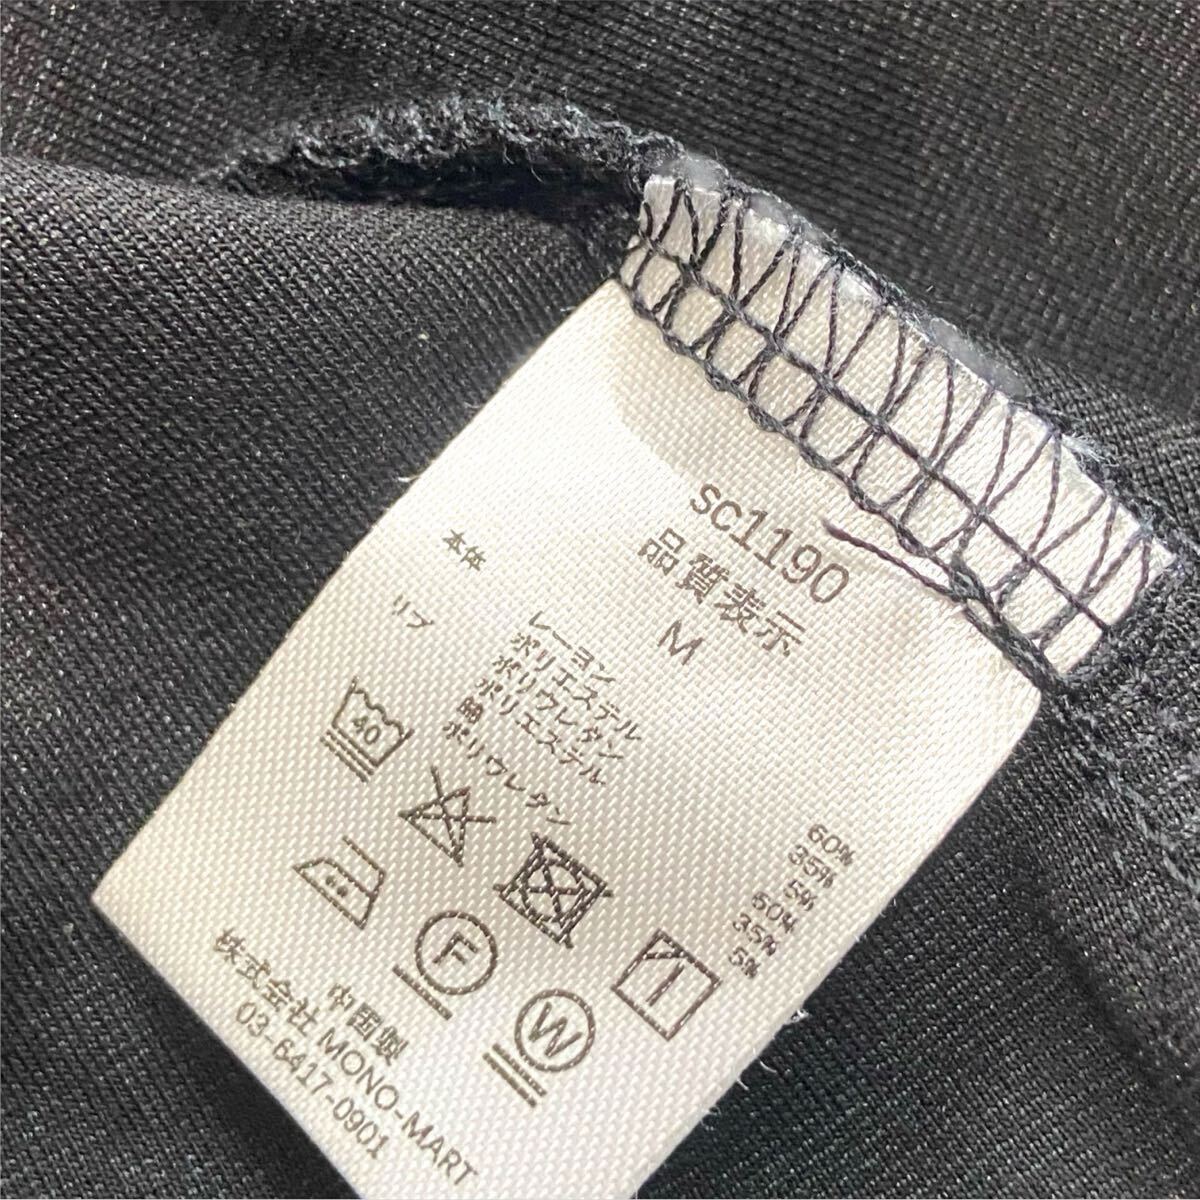 sc1190
品質表示
M
本体 レーヨン 60%
ポリエステル 35%
ポリウレタン 5%
リブ 綿 60%
ポリエステル 35%
ポリウレタン 5%
40
F
W
中国製
株式会社 MONO-MART
03-6417-0901